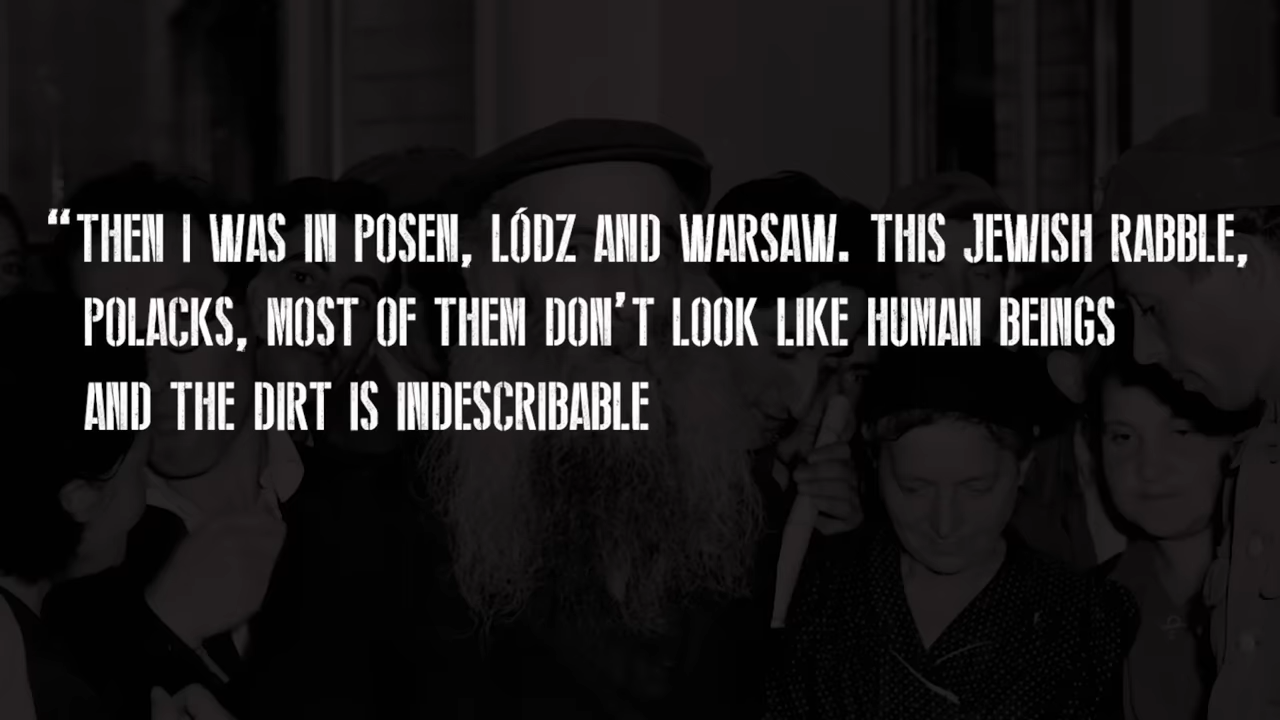 “THEN I WAS IN POSEN, LÓDZ AND WARSAW. THIS JEWISH RABBLE,
POLACKS, MOST OF THEM DON’T LOOK LIKE HUMAN BEINGS
AND THE DIRT IS INDESCRIBABLE